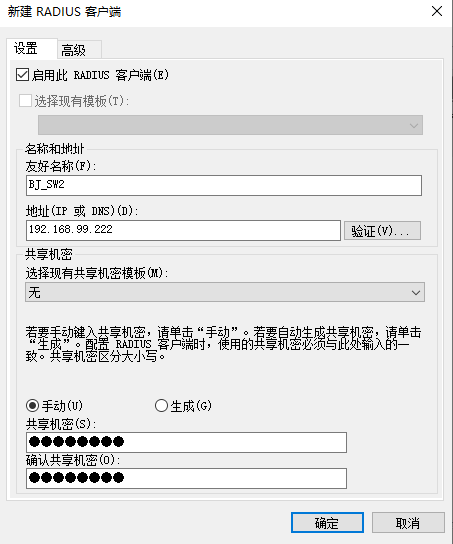 新建 RADIUS 客户端
设置 高级
启用此 RADIUS 客户端(E)
选择现有模板(T):
名称和地址
友好名称(F):
BJ_SW2
地址(IP 或 DNS)(D):
192.168.99.222 验证(V)...
共享机密
选择现有共享机密模板(M):
无
若要手动键入共享机密，请单击“手动”。若要自动生成共享机密，请单击
“生成”。配置 RADIUS 客户端时，使用的共享机密必须与此处输入的一
致。共享机密区分大小写。
手动(U) 生成(G)
共享机密(S):
●●●●●●●●
确认共享机密(O):
●●●●●●●●
确定 取消